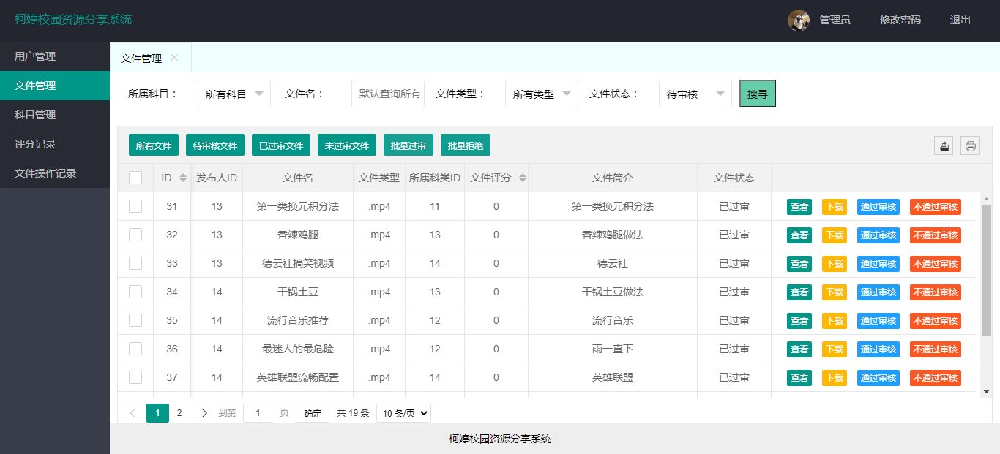 柯婷校园资源分享系统 管理员 修改密码 退出
用户管理
文件管理
科目管理
评分记录
文件操作记录
文件管理 ×
所属科目： 所有科目 文件名： 默认查询所有 文件类型： 所有类型 文件状态： 待审核 搜寻
所有文件 待审核文件 已过审文件 未过审文件 批量过审 批量拒绝
ID 发布人ID 文件名 文件类型 所属科类ID 文件评分 文件简介 文件状态
31 13 第一类换元积分法 .mp4 11 0 第一类换元积分法 已过审 查看 下载 通过审核 不通过审核
32 13 香辣鸡腿 .mp4 13 0 香辣鸡腿做法 已过审 查看 下载 通过审核 不通过审核
33 13 德云社搞笑视频 .mp4 14 0 德云社 已过审 查看 下载 通过审核 不通过审核
34 14 干锅土豆 .mp4 13 0 干锅土豆做法 已过审 查看 下载 通过审核 不通过审核
35 14 流行音乐推荐 .mp4 12 0 流行音乐 已过审 查看 下载 通过审核 不通过审核
36 14 最迷人的最危险 .mp4 12 0 雨一直下 已过审 查看 下载 通过审核 不通过审核
37 14 英雄联盟流畅配置 .mp4 14 0 英雄联盟 已过审 查看 下载 通过审核 不通过审核
1 2 到第 1 页 确定 共 19 条 10 条/页
柯婷校园资源分享系统